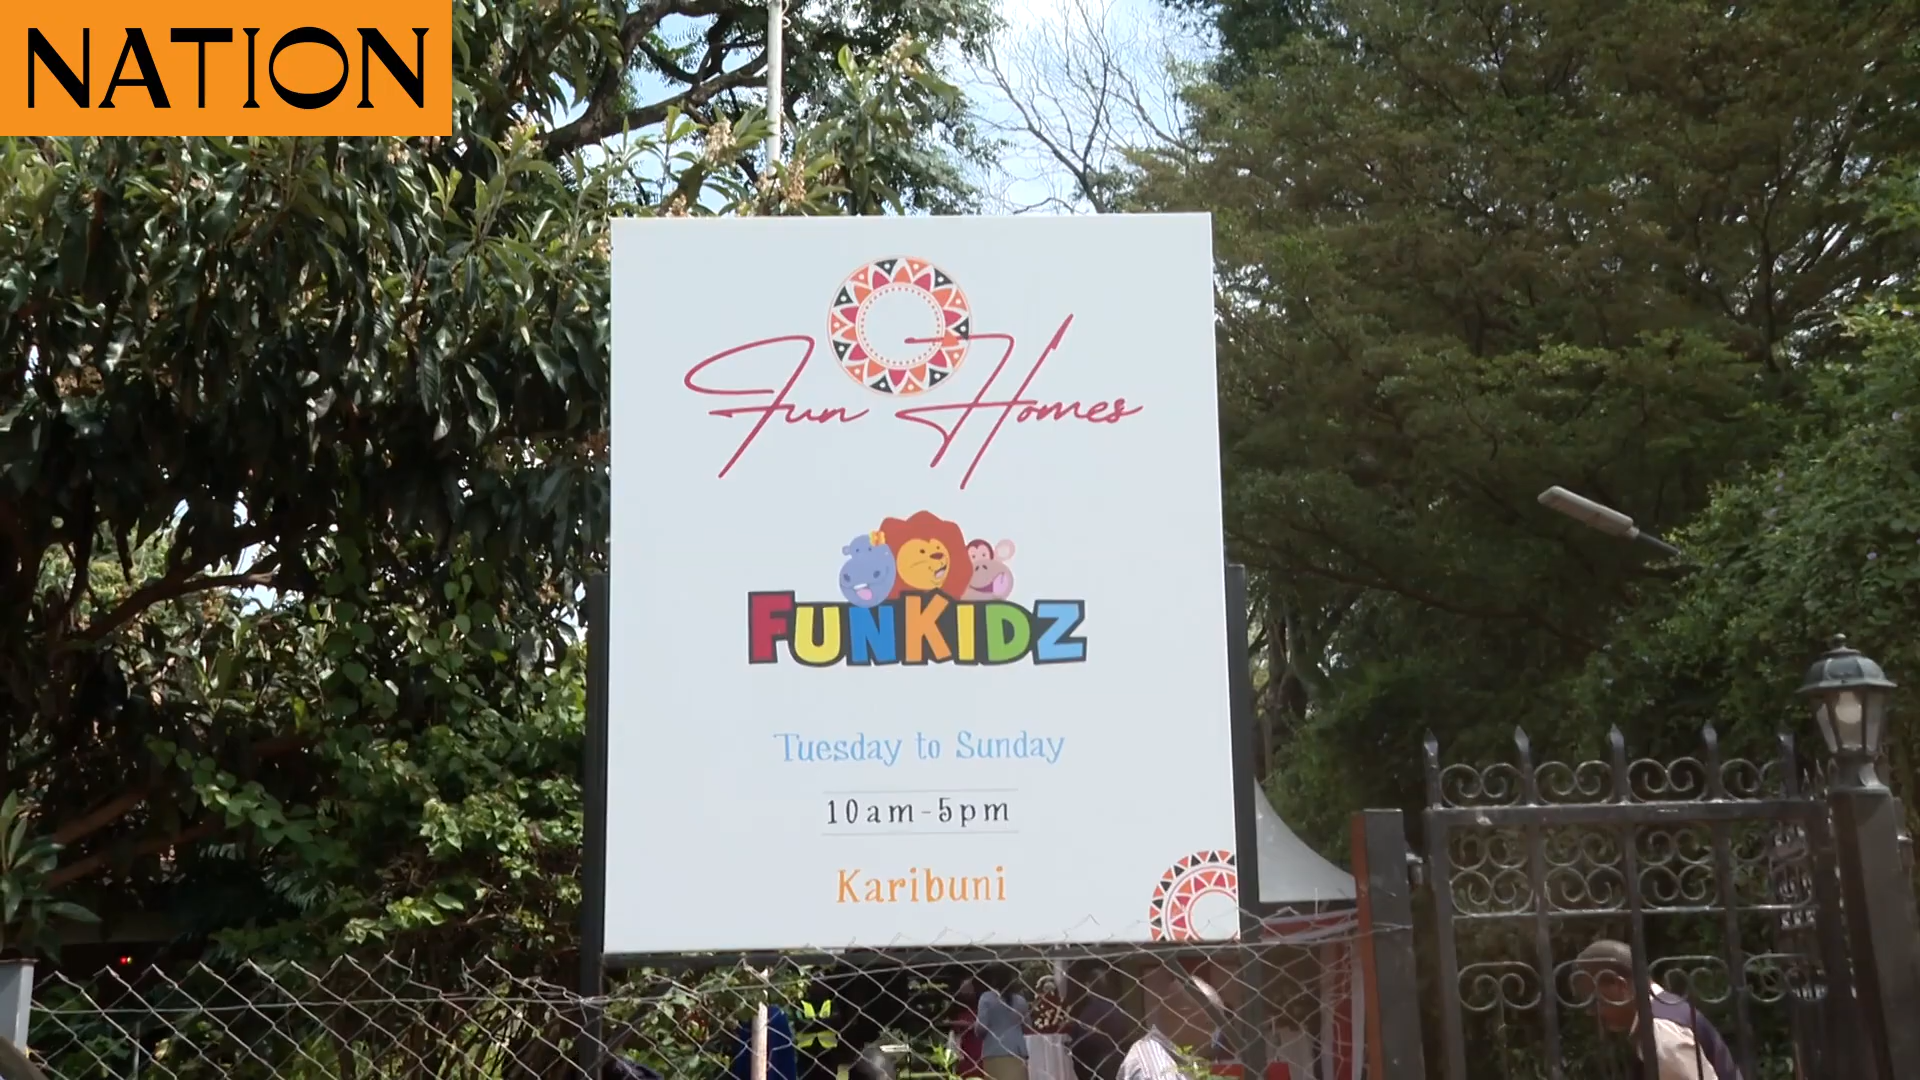 NATION
Fun Homes
FUNKIDZ
Tuesday to Sunday
10am-5pm
Karibuni